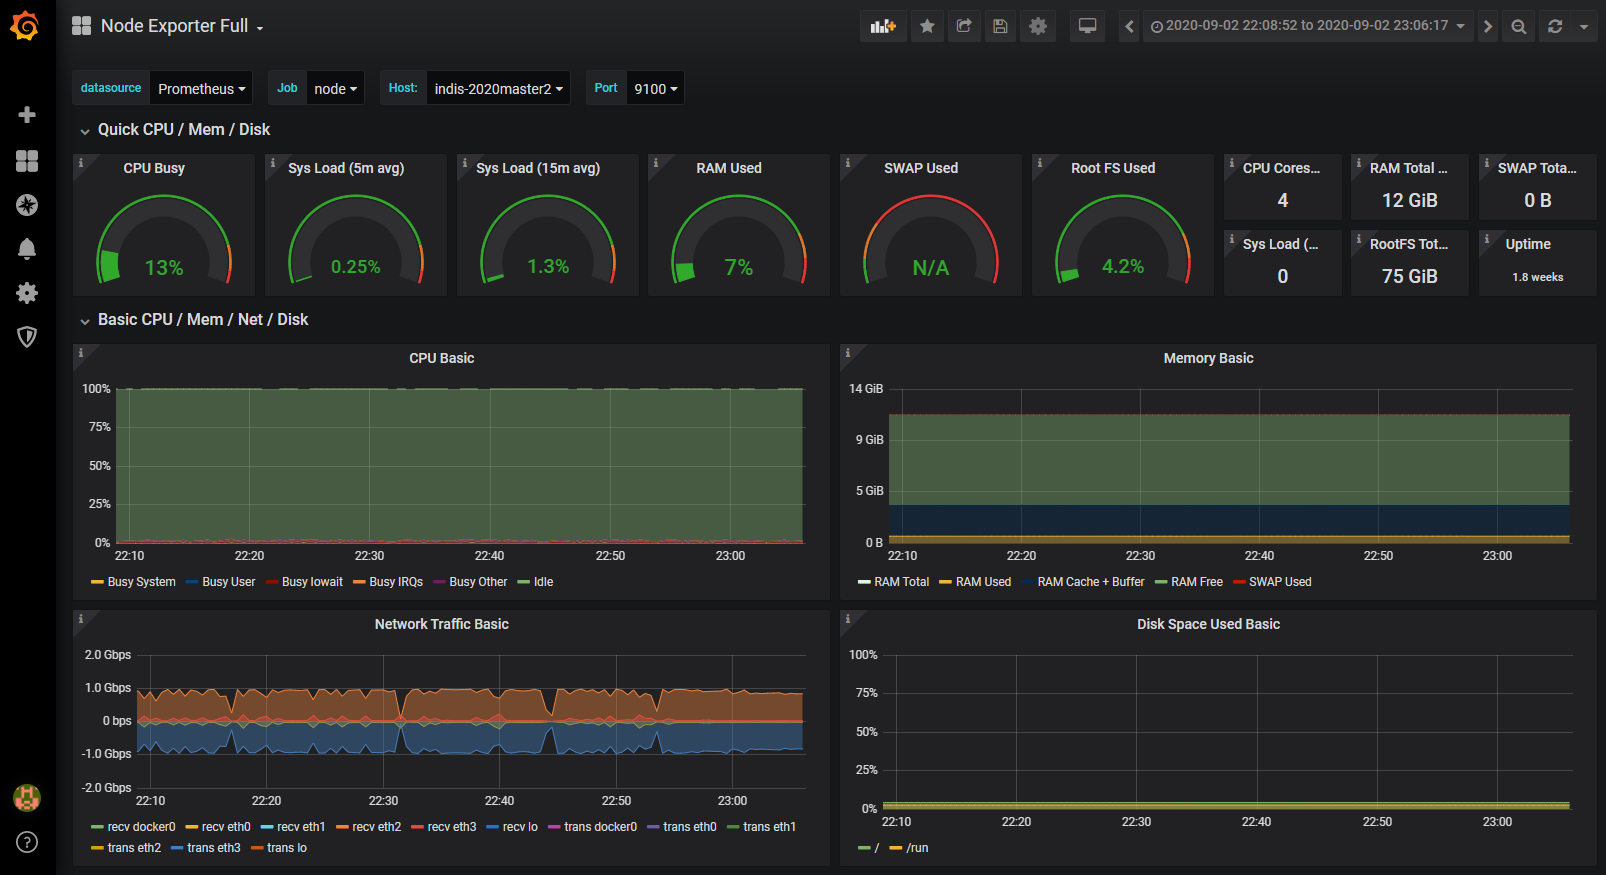 Node Exporter Full
2020-09-02 22:08:52 to 2020-09-02 23:06:17
datasource Prometheus Job node Host: indis-2020master2 Port 9100
Quick CPU / Mem / Disk
CPU Busy
13%
Sys Load (5m avg)
0.25%
Sys Load (15m avg)
1.3%
RAM Used
7%
SWAP Used
N/A
Root FS Used
4.2%
CPU Cores...
4
RAM Total ...
12 GiB
SWAP Tota...
0 B
Sys Load (...
0
RootFS Tot...
75 GiB
Uptime
1.8 weeks
Basic CPU / Mem / Net / Disk
CPU Basic
100%
75%
50%
25%
0%
22:10 22:20 22:30 22:40 22:50 23:00
Busy System Busy User Busy Iowait Busy IRQs Busy Other Idle
Memory Basic
14 GiB
9 GiB
5 GiB
0 B
22:10 22:20 22:30 22:40 22:50 23:00
RAM Total RAM Used RAM Cache + Buffer RAM Free SWAP Used
Network Traffic Basic
2.0 Gbps
1.0 Gbps
0 bps
-1.0 Gbps
-2.0 Gbps
22:10 22:20 22:30 22:40 22:50 23:00
recv docker0 recv eth0 recv eth1 recv eth2 recv eth3 recv lo trans docker0 trans eth0 trans eth1
trans eth2 trans eth3 trans lo
Disk Space Used Basic
100%
75%
50%
25%
0%
22:10 22:20 22:30 22:40 22:50 23:00
/ /run